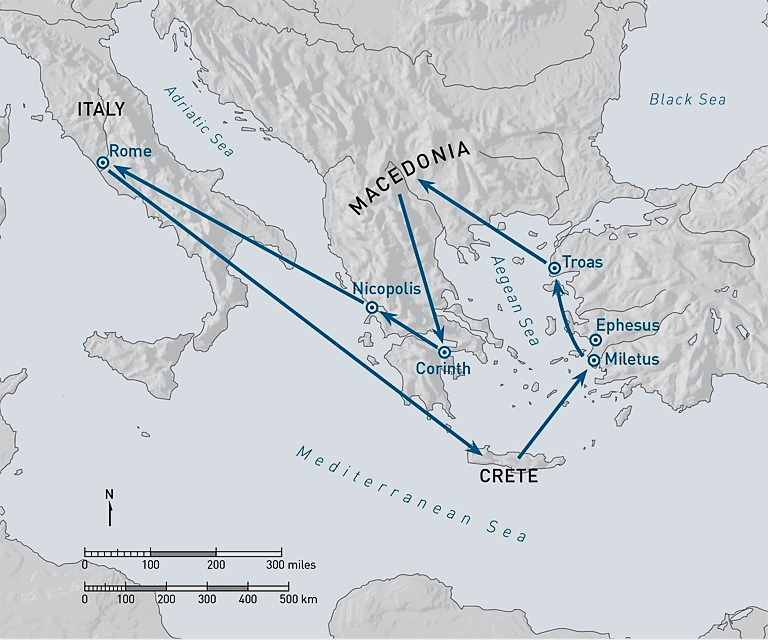 Black Sea
ITALY
Adriatic Sea
Rome
MACEDONIA
Troas
Aegean Sea
Nicopolis
Ephesus
Miletus
Corinth
CRETE
Mediterranean Sea
N
0 100 200 300 miles
0 100 200 300 400 500 km